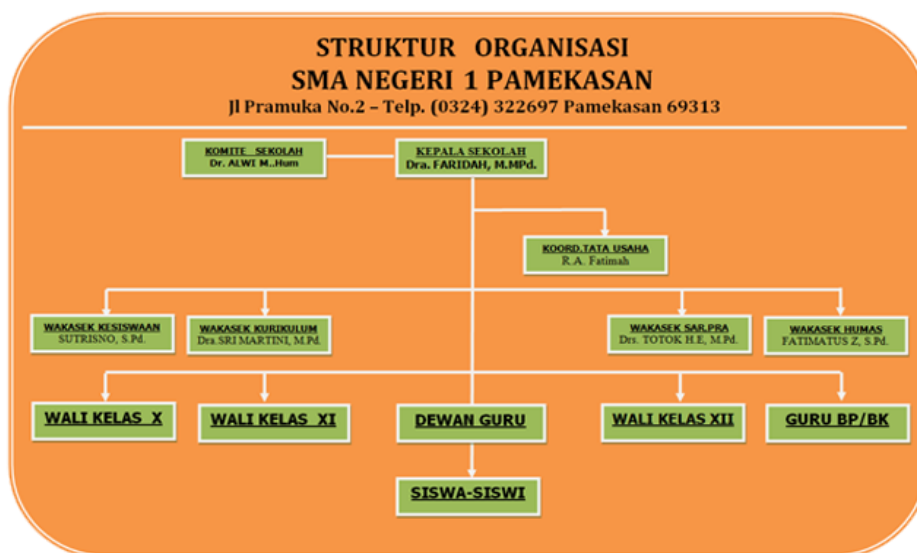 STRUKTUR ORGANISASI
SMA NEGERI 1 PAMEKASAN
Jl Pramuka No.2 – Telp. (0324) 322697 Pamekasan 69313
KOMITE SEKOLAH
Dr. ALWI M..Hum
KEPALA SEKOLAH
Dra. FARIDAH, M.MPd.
KOORD.TATA USAHA
R.A. Fatimah
WAKASEK KESISWAAN
SUTRISNO, S.Pd.
WAKASEK KURIKULUM
Dra.SRI MARTINI, M.Pd.
WAKASEK SAR.PRA
Drs. TOTOK H.E, M.Pd.
WAKASEK HUMAS
FATIMATUS Z, S.Pd.
WALI KELAS X
WALI KELAS XI
DEWAN GURU
WALI KELAS XII
GURU BP/BK
SISWA-SISWI